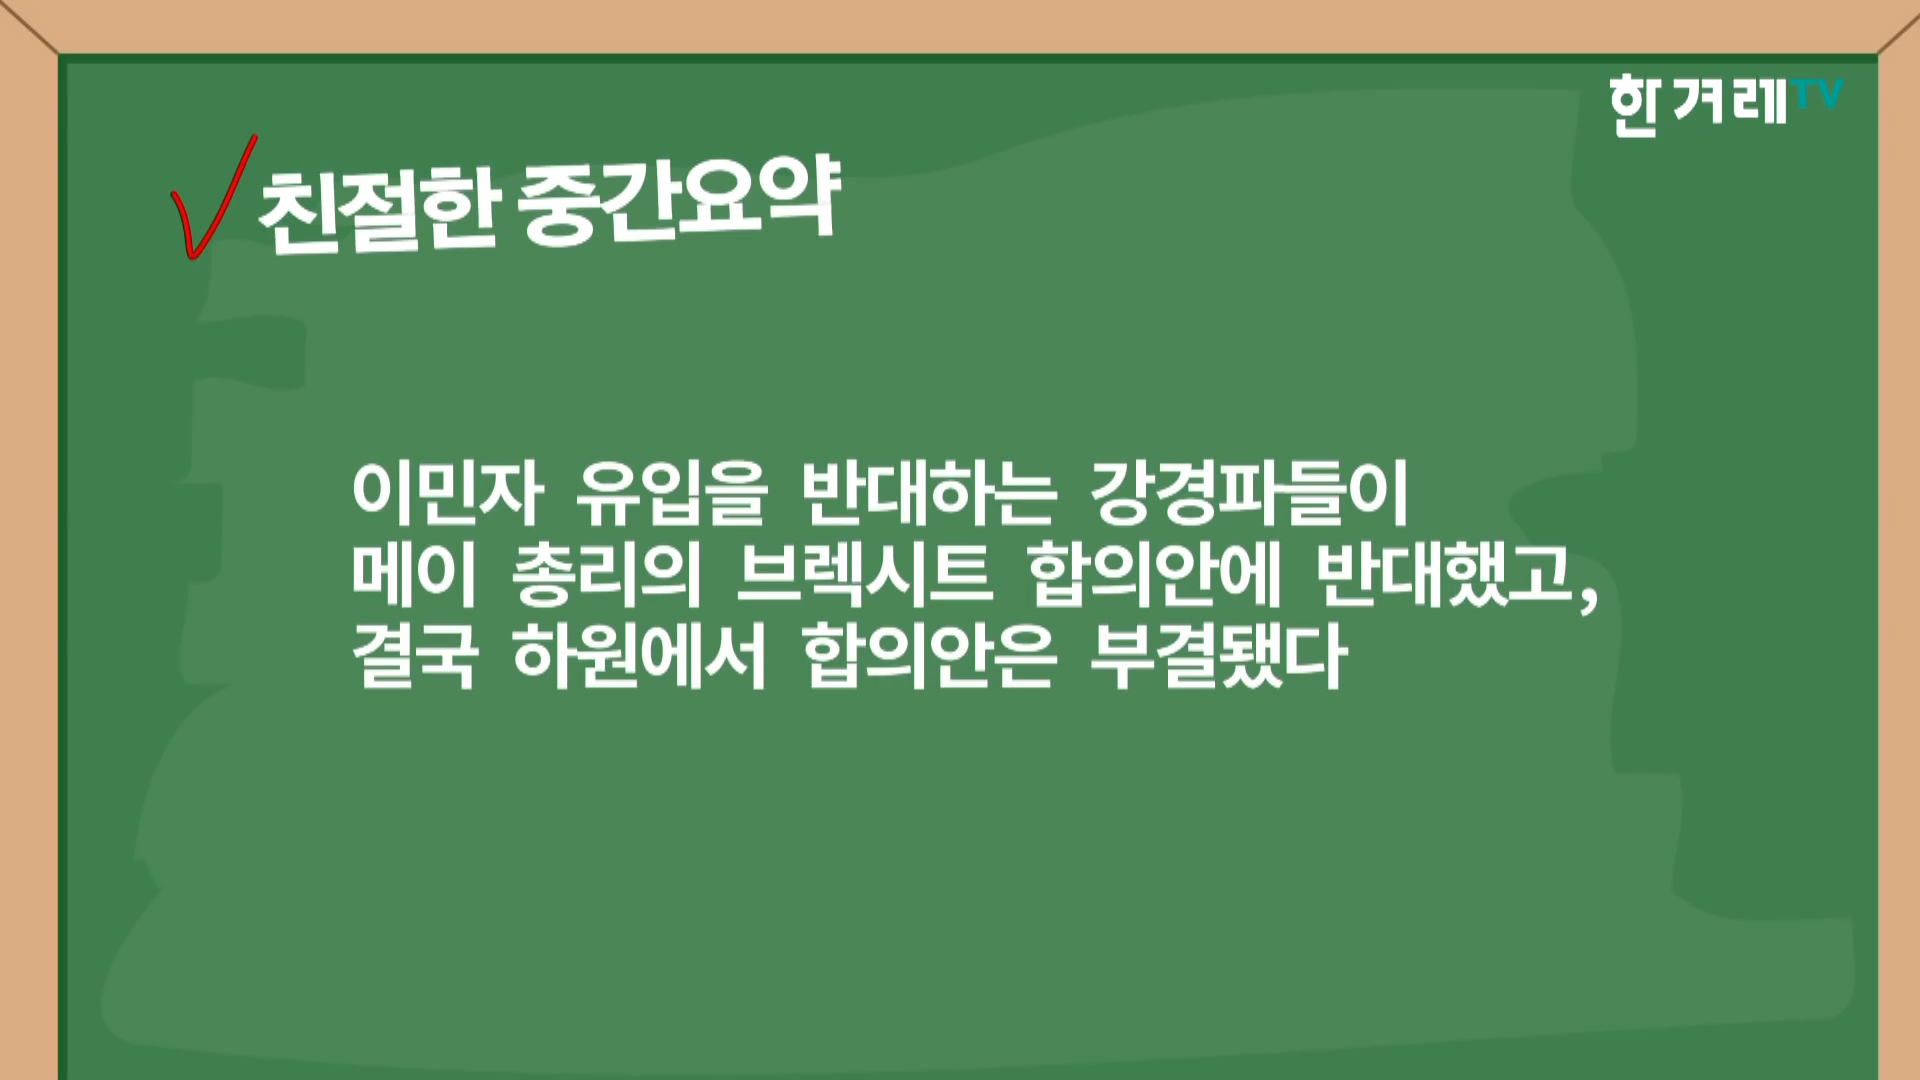 한겨레TV
친절한 중간요약
이민자 유입을 반대하는 강경파들이
메이 총리의 브렉시트 합의안에 반대했고,
결국 하원에서 합의안은 부결됐다